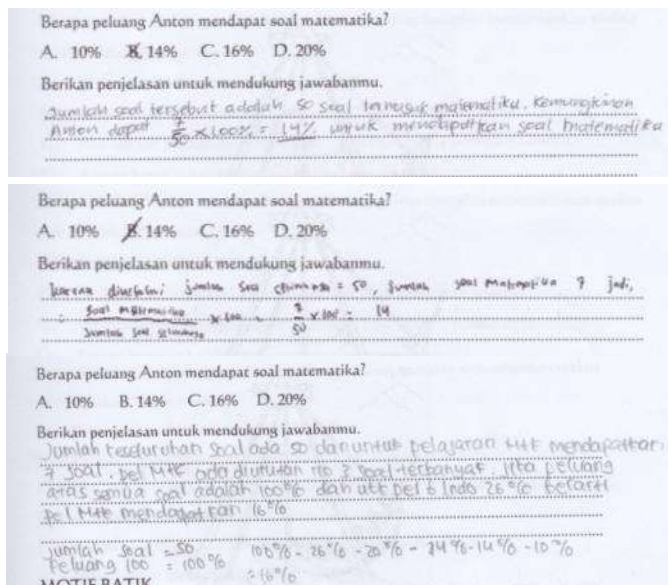 Berapa peluang Anton mendapat soal matematika?
A. 10% B. 14% C. 16% D. 20%
Berikan penjelasan untuk mendukung jawabanmu.
Jumlah soal tersebut adalah 50 soal termasuk matematika. Kemungkinan
Anton dapat 7/50 x 100% = 14% untuk mendapatkan soal matematika
Berapa peluang Anton mendapat soal matematika?
A. 10% B. 14% C. 16% D. 20%
Berikan penjelasan untuk mendukung jawabanmu.
karena diketahui jumlah soal = 50, jumlah soal matematika 7 jadi,
= soal matematika / jumlah soal seluruhnya x 100 = 7/50 x 100 = 14
Berapa peluang Anton mendapat soal matematika?
A. 10% B. 14% C. 16% D. 20%
Berikan penjelasan untuk mendukung jawabanmu.
Jumlah keseluruhan soal ada 50 dan untuk pelajaran MTK mendapatkan
7 soal. pel MTK ada diurutan no 3 soal terbanyak, jika peluang
atas semua soal adalah 100% dan utk pel b Indo 26% berarti
pel MTK mendapatkan 16%
jumlah soal = 50 100% - 26% - 20% - 14% - 14% - 10%
Peluang 100 = 100% = 16%
MOTIF BATIK